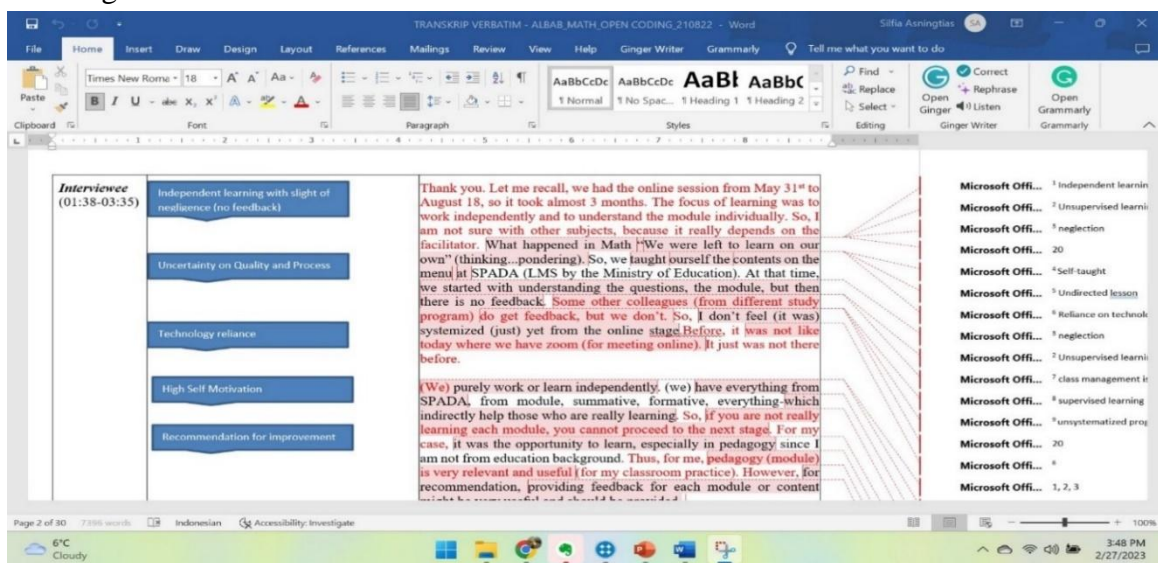 TRANSKRIP VERBATIM - ALBAB_MATH_OPEN CODING_210822 - Word
Silfia Asningtias
SA
File Home Insert Draw Design Layout References Mailings Review View Help Ginger Writer Grammarly Tell me what you want to do
Times New Roma 18
Paste
AaBbCcDc AaBbCcDc AaBb AaBbC
¶ Normal ¶ No Spac... ¶ Heading 1 ¶ Heading 2
Find
Replace
Select
Open Ginger
Correct
Rephrase
Listen
Open Grammarly
Clipboard Font Paragraph Styles Editing Ginger Writer Grammarly
Interviewee
(01:38-03:35)
Independent learning with slight of
negligence (no feedback)
Uncertainty on Quality and Process
Technology reliance
High Self Motivation
Recommendation for improvement
Thank you. Let me recall, we had the online session from May 31st to
August 18, so it took almost 3 months. The focus of learning was to
work independently and to understand the module individually. So, I
am not sure with other subjects, because it really depends on the
facilitator. What happened in Math "We were left to learn on our
own" (thinking...pondering). So, we taught ourself the contents on the
menu at SPADA (LMS by the Ministry of Education). At that time,
we started with understanding the questions, the module, but then
there is no feedback. Some other colleagues (from different study
program) do get feedback, but we don't. So, I don't feel (it was)
systemized (just) yet from the online stage.Before, it was not like
today where we have zoom (for meeting online). It just was not there
before.
(We) purely work or learn independently. (we) have everything from
SPADA, from module, summative, formative, everything-which
indirectly help those who are really learning. So, if you are not really
learning each module, you cannot proceed to the next stage. For my
case, it was the opportunity to learn, especially in pedagogy since I
am not from education background. Thus, for me, pedagogy (module)
is very relevant and useful (for my classroom practice). However, for
recommendation, providing feedback for each module or content
might be very useful and should be provided.
Microsoft Offi... 1 Independent learnin
Microsoft Offi... 2 Unsupervised learni
Microsoft Offi... 3 neglection
Microsoft Offi... 20
Microsoft Offi... 4 Self-taught
Microsoft Offi... 5 Undirected lesson
Microsoft Offi... 6 Reliance on technolo
Microsoft Offi... 3 neglection
Microsoft Offi... 2 Unsupervised learni
Microsoft Offi... 7 class management is
Microsoft Offi... 8 supervised learning
Microsoft Offi... 9 unsystematized prog
Microsoft Offi... 20
Microsoft Offi...
Microsoft Offi... 1, 2, 3
Page 2 of 30 7396 words Indonesian Accessibility: Investigate
100%
6°C
Cloudy
3:48 PM
2/27/2023